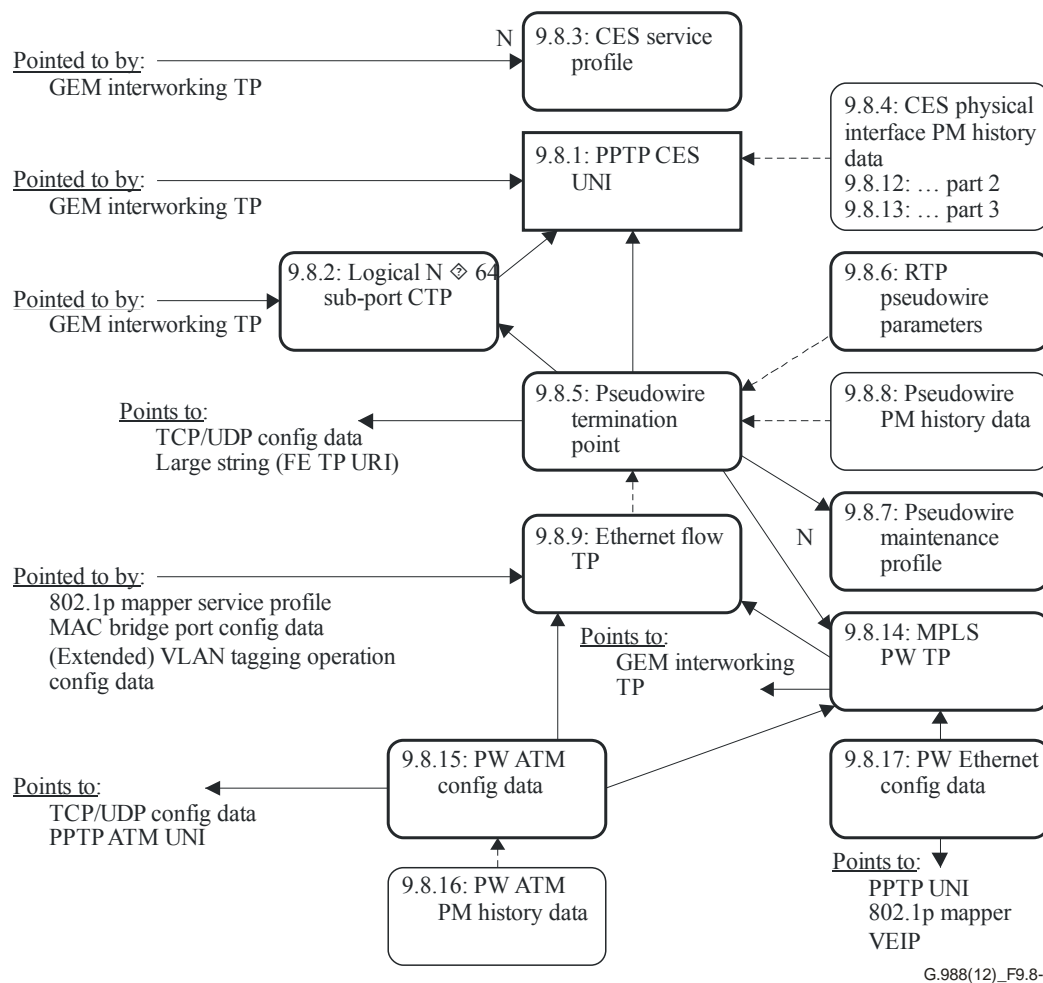 N
9.8.3: CES service
profile
Pointed to by:
GEM interworking TP
9.8.4: CES physical
interface PM history
data
9.8.12: … part 2
9.8.13: … part 3
9.8.1: PPTP CES
UNI
Pointed to by:
GEM interworking TP
9.8.2: Logical N � 64
sub-port CTP
9.8.6: RTP
pseudowire
parameters
Pointed to by:
GEM interworking TP
9.8.5: Pseudowire
termination
point
9.8.8: Pseudowire
PM history data
Points to:
TCP/UDP config data
Large string (FE TP URI)
9.8.7: Pseudowire
maintenance
profile
N
9.8.9: Ethernet flow
TP
Pointed to by:
802.1p mapper service profile
MAC bridge port config data
(Extended) VLAN tagging operation
config data
9.8.14: MPLS
PW TP
Points to:
GEM interworking
TP
9.8.15: PW ATM
config data
9.8.17: PW Ethernet
config data
Points to:
TCP/UDP config data
PPTP ATM UNI
9.8.16: PW ATM
PM history data
Points to:
PPTP UNI
802.1p mapper
VEIP
G.988(12)_F9.8-